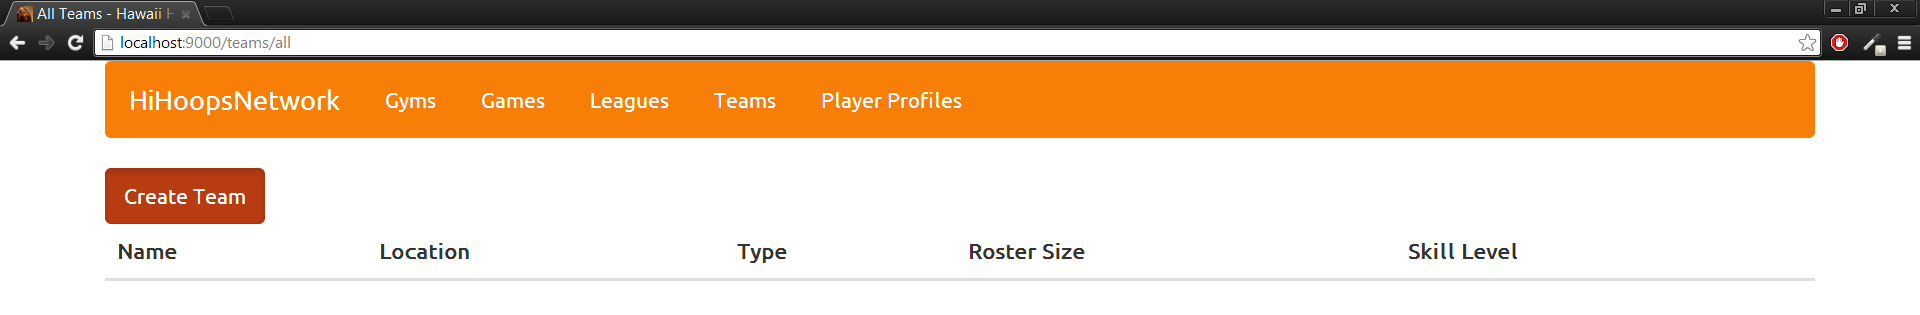 All Teams - Hawaii H
localhost:9000/teams/all
HiHoopsNetwork Gyms Games Leagues Teams Player Profiles
Create Team
Name Location Type Roster Size Skill Level